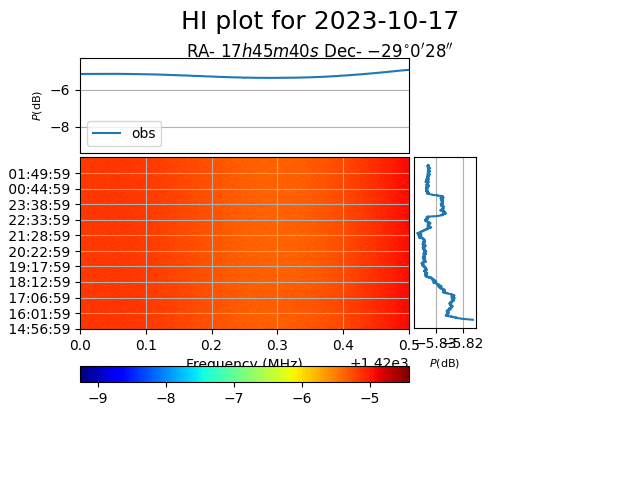 HI plot for 2023-10-17
RA- 17h45m40s Dec- −29°0′28″
P(dB)
−6
−8
obs
01:49:59
00:44:59
23:38:59
22:33:59
21:28:59
20:22:59
19:17:59
18:12:59
17:06:59
16:01:59
14:56:59
0.0 0.1 0.2 0.3 0.4 0.5
Frequency (MHz) +1.42e3
−5.83 −5.82
P(dB)
−9 −8 −7 −6 −5